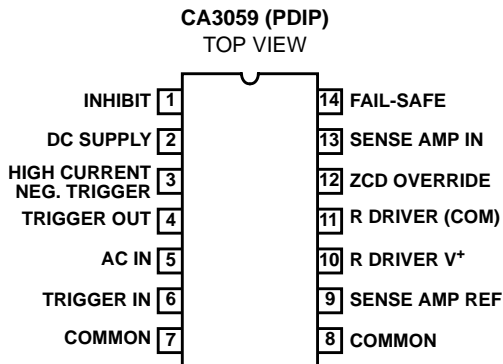 CA3059 (PDIP)
TOP VIEW
INHIBIT 1
DC SUPPLY 2
HIGH CURRENT
NEG. TRIGGER 3
TRIGGER OUT 4
AC IN 5
TRIGGER IN 6
COMMON 7
14 FAIL-SAFE
13 SENSE AMP IN
12 ZCD OVERRIDE
11 R DRIVER (COM)
10 R DRIVER V+
9 SENSE AMP REF
8 COMMON